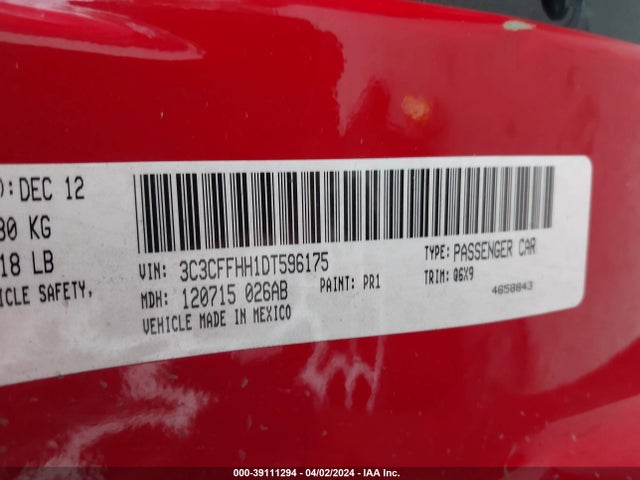 ): DEC 12
80 KG
18 LB
ICLE SAFETY,
VIN: 3C3CFFHH1DT596175
TYPE: PASSENGER CAR
MDH: 120715 026AB
PAINT: PR1
TRIM: Q6X9
VEHICLE MADE IN MEXICO
4658843
000-39111294 - 04/02/2024 - IAA Inc.